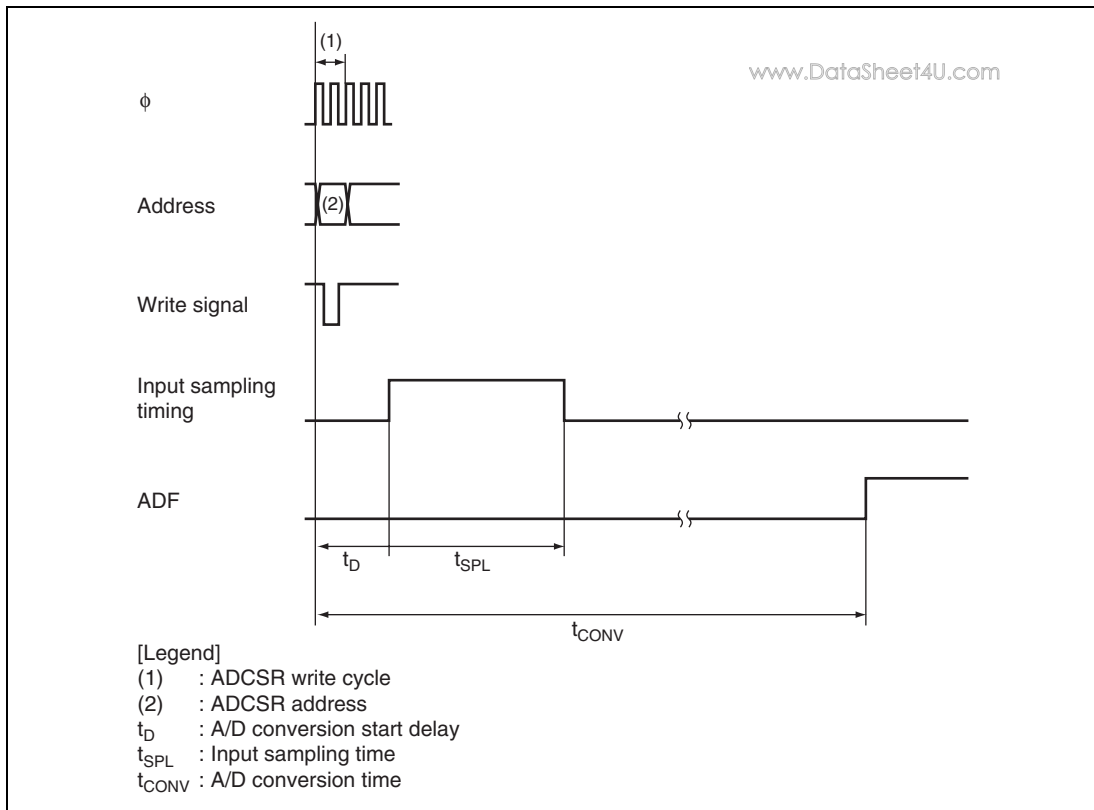 (1)
www.DataSheet4U.com
ϕ
Address
(2)
Write signal
Input sampling
timing
ADF
tD
tSPL
tCONV
[Legend]
(1) : ADCSR write cycle
(2) : ADCSR address
tD : A/D conversion start delay
tSPL : Input sampling time
tCONV : A/D conversion time